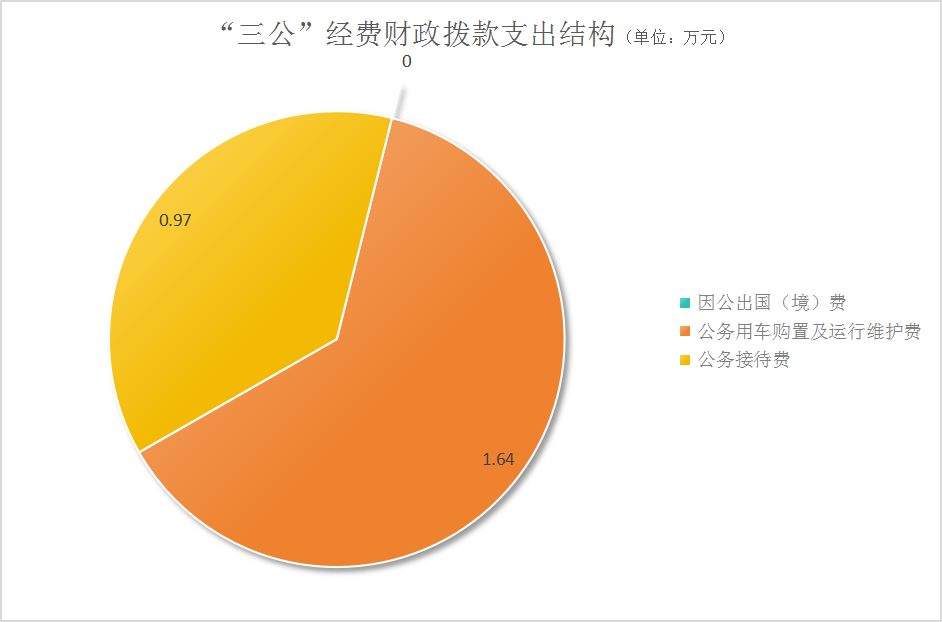 “三公”经费财政拨款支出结构（单位：万元）
0
0.97
1.64
因公出国（境）费
公务用车购置及运行维护费
公务接待费